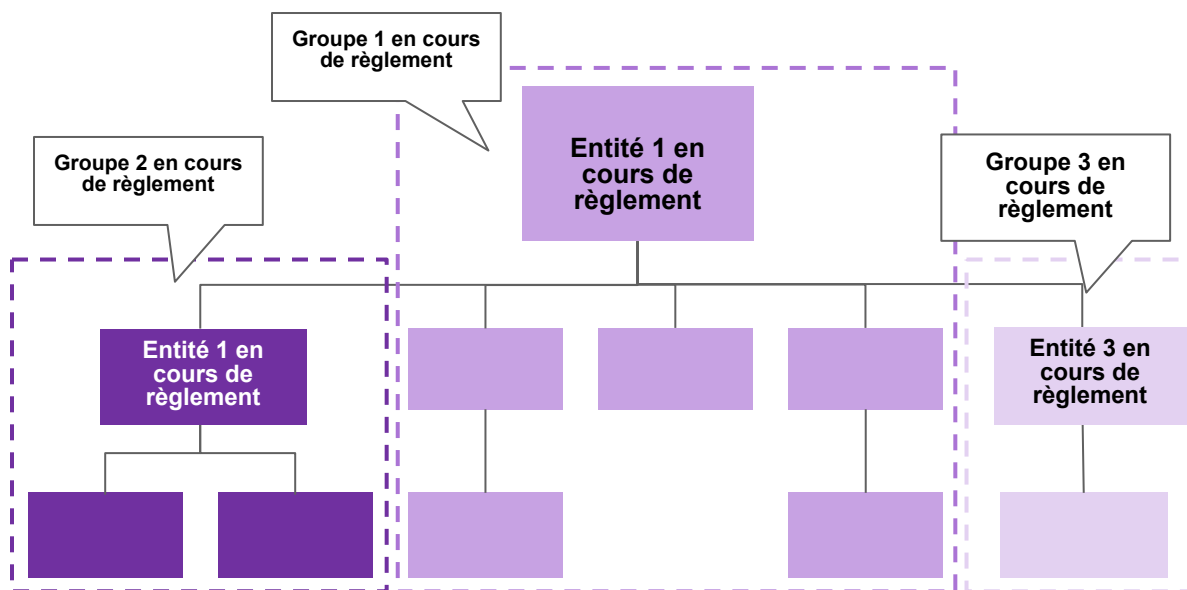 Groupe 1 en cours
de règlement
Entité 1 en
cours de
règlement
Groupe 2 en cours
de règlement
Groupe 3 en
cours de
règlement
Entité 1 en
cours de
règlement
Entité 3 en
cours de
règlement